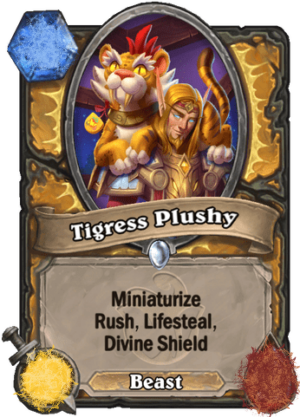 Tigress Plushy
Miniaturize
Rush, Lifesteal,
Divine Shield
Beast